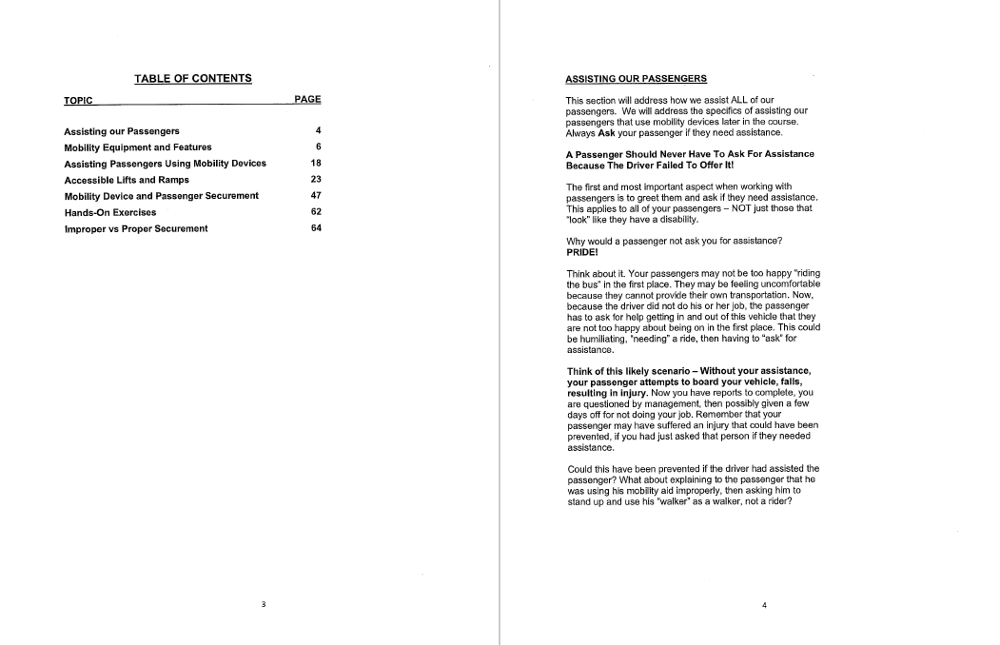 TABLE OF CONTENTS
TOPIC PAGE
Assisting our Passengers 4
Mobility Equipment and Features 6
Assisting Passengers Using Mobility Devices 18
Accessible Lifts and Ramps 23
Mobility Device and Passenger Securement 47
Hands-On Exercises 62
Improper vs Proper Securement 64
3
ASSISTING OUR PASSENGERS
This section will address how we assist ALL of our
passengers. We will address the specifics of assisting our
passengers that use mobility devices later in the course.
Always Ask your passenger if they need assistance.
A Passenger Should Never Have To Ask For Assistance
Because The Driver Failed To Offer It!
The first and most important aspect when working with
passengers is to greet them and ask if they need assistance.
This applies to all of your passengers – NOT just those that
"look" like they have a disability.
Why would a passenger not ask you for assistance?
PRIDE!
Think about it. Your passengers may not be too happy "riding
the bus" in the first place. They may be feeling uncomfortable
because they cannot provide their own transportation. Now,
because the driver did not do his or her job, the passenger
has to ask for help getting in and out of this vehicle that they
are not too happy about being on in the first place. This could
be humiliating, "needing" a ride, then having to "ask" for
assistance.
Think of this likely scenario – Without your assistance,
your passenger attempts to board your vehicle, falls,
resulting in injury. Now you have reports to complete, you
are questioned by management, then possibly given a few
days off for not doing your job. Remember that your
passenger may have suffered an injury that could have been
prevented, if you had just asked that person if they needed
assistance.
Could this have been prevented if the driver had assisted the
passenger? What about explaining to the passenger that he
was using his mobility aid improperly, then asking him to
stand up and use his "walker" as a walker, not a rider?
4